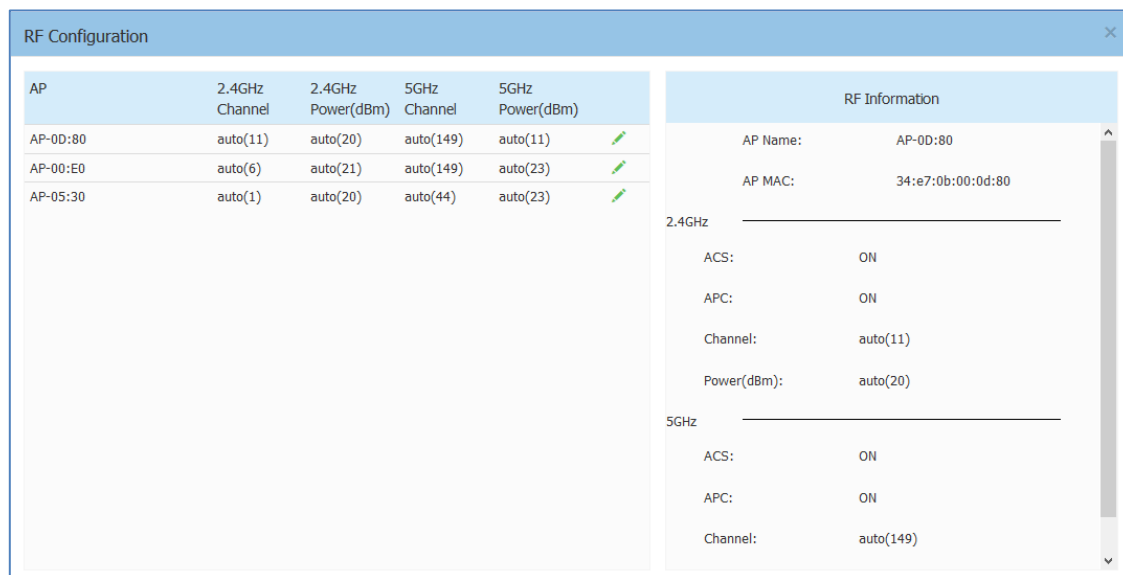 RF Configuration
AP 2.4GHz Channel 2.4GHz Power(dBm) 5GHz Channel 5GHz Power(dBm)
AP-0D:80 auto(11) auto(20) auto(149) auto(11)
AP-00:E0 auto(6) auto(21) auto(149) auto(23)
AP-05:30 auto(1) auto(20) auto(44) auto(23)
RF Information
AP Name: AP-0D:80
AP MAC: 34:e7:0b:00:0d:80
2.4GHz
ACS: ON
APC: ON
Channel: auto(11)
Power(dBm): auto(20)
5GHz
ACS: ON
APC: ON
Channel: auto(149)